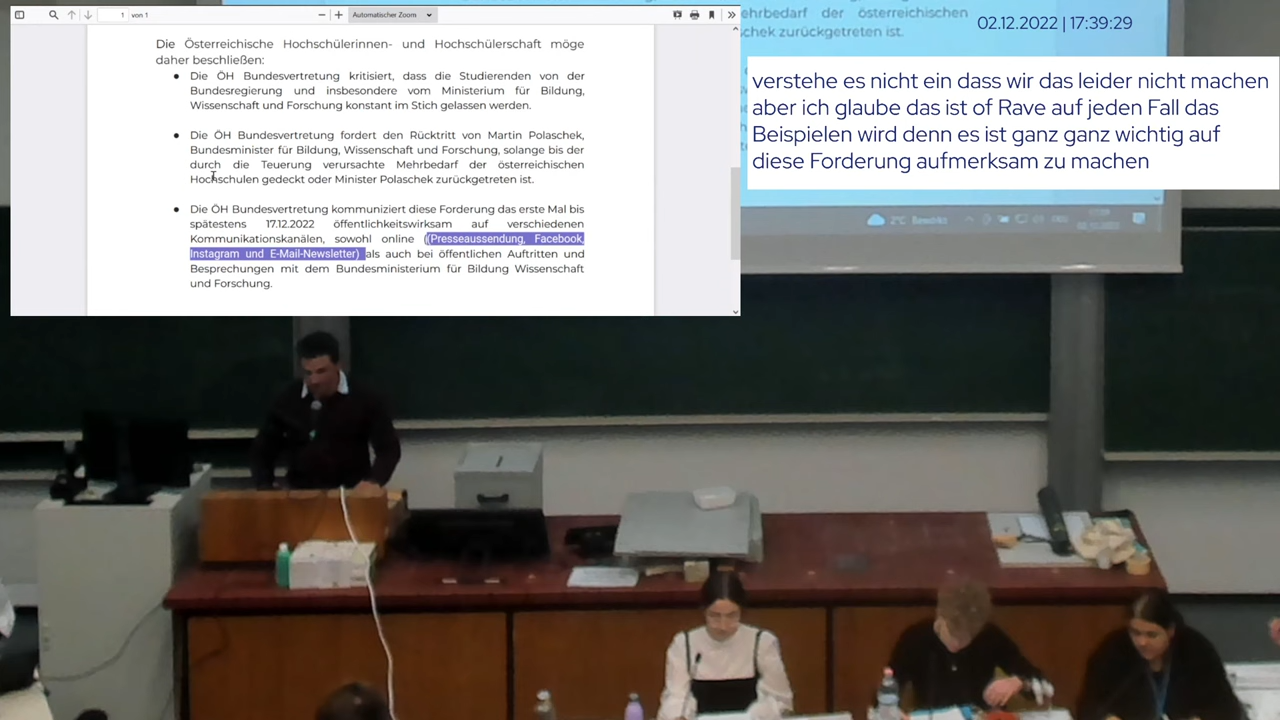 1 von 1
Automatischer Zoom
Die Österreichische Hochschülerinnen- und Hochschülerschaft möge
daher beschließen:
● Die ÖH Bundesvertretung kritisiert, dass die Studierenden von der
Bundesregierung und insbesondere vom Ministerium für Bildung,
Wissenschaft und Forschung konstant im Stich gelassen werden.
● Die ÖH Bundesvertretung fordert den Rücktritt von Martin Polaschek,
Bundesminister für Bildung, Wissenschaft und Forschung, solange bis der
durch die Teuerung verursachte Mehrbedarf der österreichischen
Hochschulen gedeckt oder Minister Polaschek zurückgetreten ist.
● Die ÖH Bundesvertretung kommuniziert diese Forderung das erste Mal bis
spätestens 17.12.2022 öffentlichkeitswirksam auf verschiedenen
Kommunikationskanälen, sowohl online ((Presseaussendung, Facebook,
Instagram und E-Mail-Newsletter) als auch bei öffentlichen Auftritten und
Besprechungen mit dem Bundesministerium für Bildung Wissenschaft
und Forschung.
ehrbedarf der österreichischen
chek zurückgetreten ist.
02.12.2022 | 17:39:29
verstehe es nicht ein dass wir das leider nicht machen
aber ich glaube das ist of Rave auf jeden Fall das
Beispielen wird denn es ist ganz ganz wichtig auf
diese Forderung aufmerksam zu machen
2°C Bewölkt